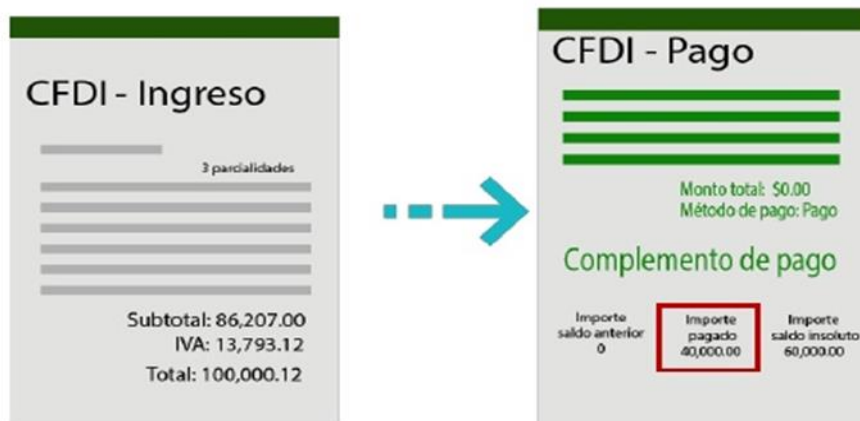 CFDI - Ingreso
3 parcialidades
Subtotal: 86,207.00
IVA: 13,793.12
Total: 100,000.12
CFDI - Pago
Monto total: $0.00
Método de pago: Pago
Complemento de pago
Importe
saldo anterior
0
Importe
pagado
40,000.00
Importe
saldo insoluto
60,000.00